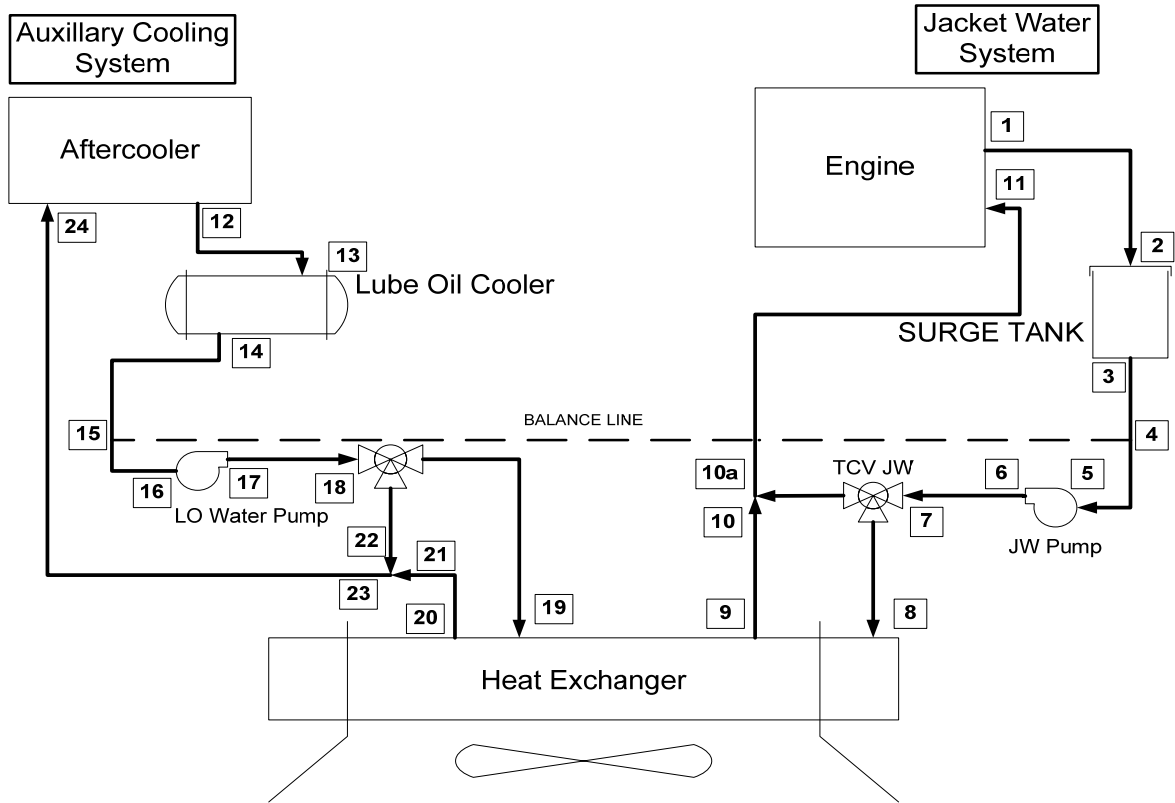 Auxillary Cooling
System
Jacket Water
System
Aftercooler
Engine
1
11
24
12
13
2
Lube Oil Cooler
SURGE TANK
14
3
BALANCE LINE
15
4
16
17
18
LO Water Pump
10a
TCV JW
6
5
10
7
JW Pump
22
21
23
20
19
9
8
Heat Exchanger